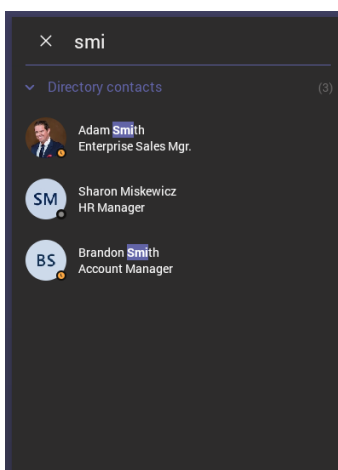 smi
Directory contacts (3)
Adam Smith
Enterprise Sales Mgr.
SM
Sharon Miskewicz
HR Manager
BS
Brandon Smith
Account Manager